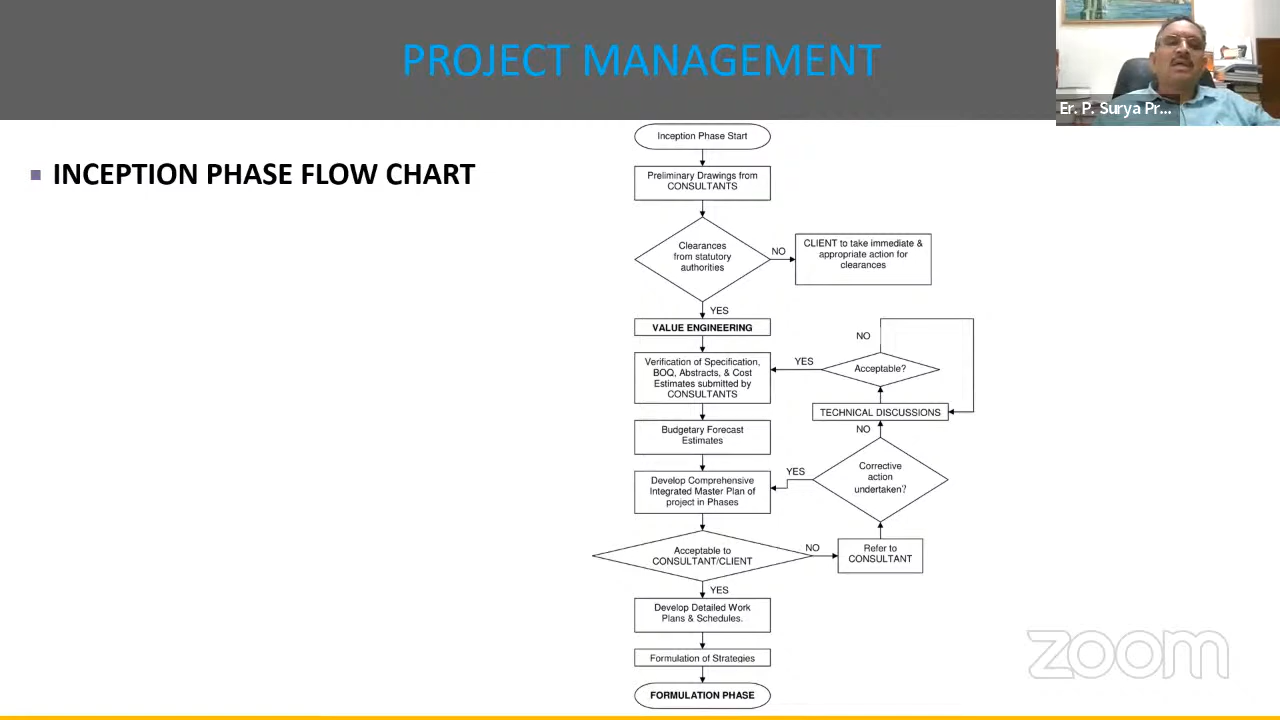 PROJECT MANAGEMENT
Er. P. Surya Pr...
INCEPTION PHASE FLOW CHART
Inception Phase Start
Preliminary Drawings from
CONSULTANTS
Clearances
from statutory
authorities
NO
CLIENT to take immediate &
appropriate action for
clearances
YES
VALUE ENGINEERING
Verification of Specification,
BOQ, Abstracts, & Cost
Estimates submitted by
CONSULTANTS
YES
Acceptable?
NO
TECHNICAL DISCUSSIONS
NO
Budgetary Forecast
Estimates
Develop Comprehensive
Integrated Master Plan of
project in Phases
YES
Corrective
action
undertaken?
Acceptable to
CONSULTANT/CLIENT
NO
Refer to
CONSULTANT
YES
Develop Detailed Work
Plans & Schedules.
Formulation of Strategies
FORMULATION PHASE
zoom